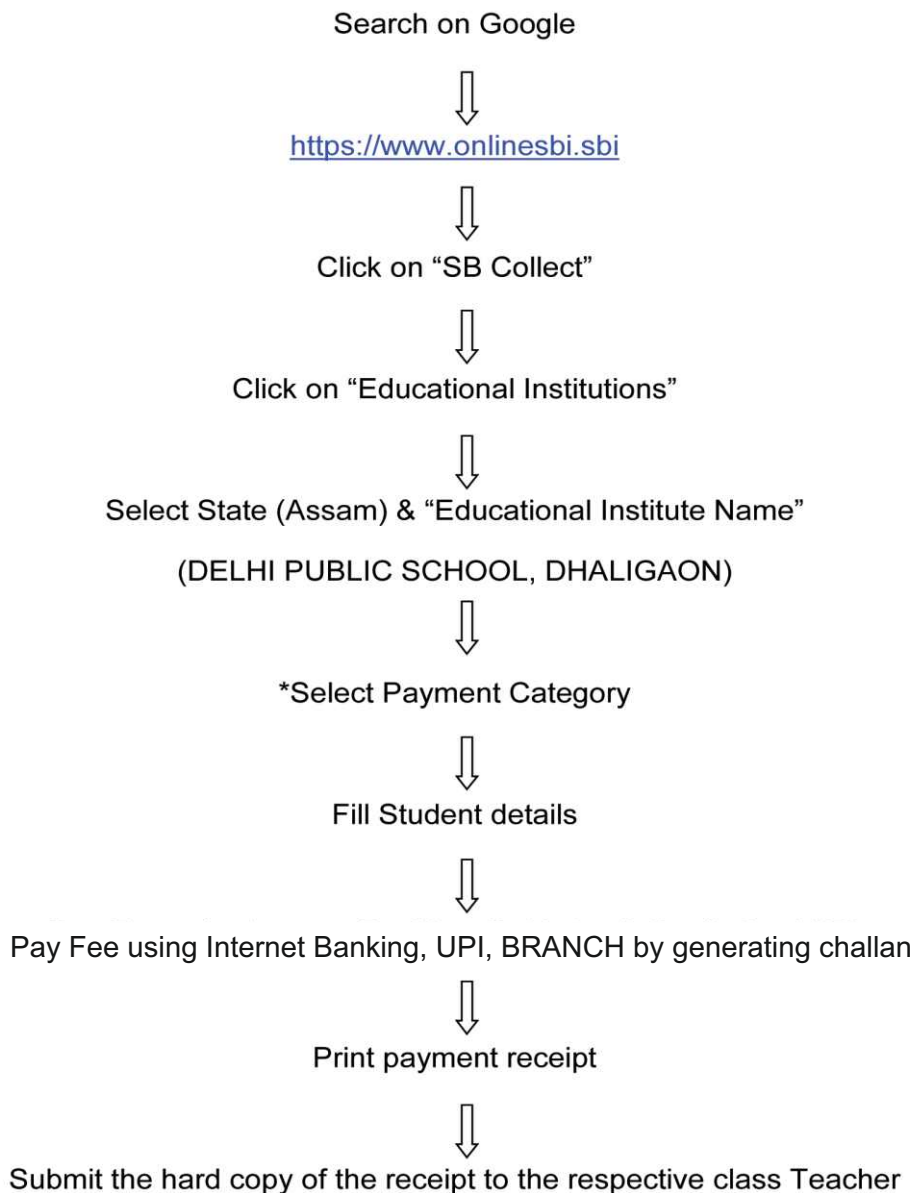 Search on Google
https://www.onlinesbi.sbi
Click on “SB Collect”
Click on “Educational Institutions”
Select State (Assam) & “Educational Institute Name”
(DELHI PUBLIC SCHOOL, DHALIGAON)
*Select Payment Category
Fill Student details
Pay Fee using Internet Banking, UPI, BRANCH by generating challan
Print payment receipt
Submit the hard copy of the receipt to the respective class Teacher